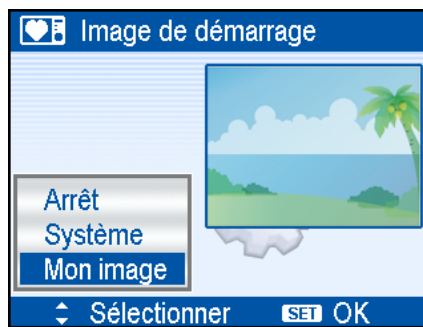 Image de démarrage
Arrêt
Système
Mon image
Sélectionner SET OK